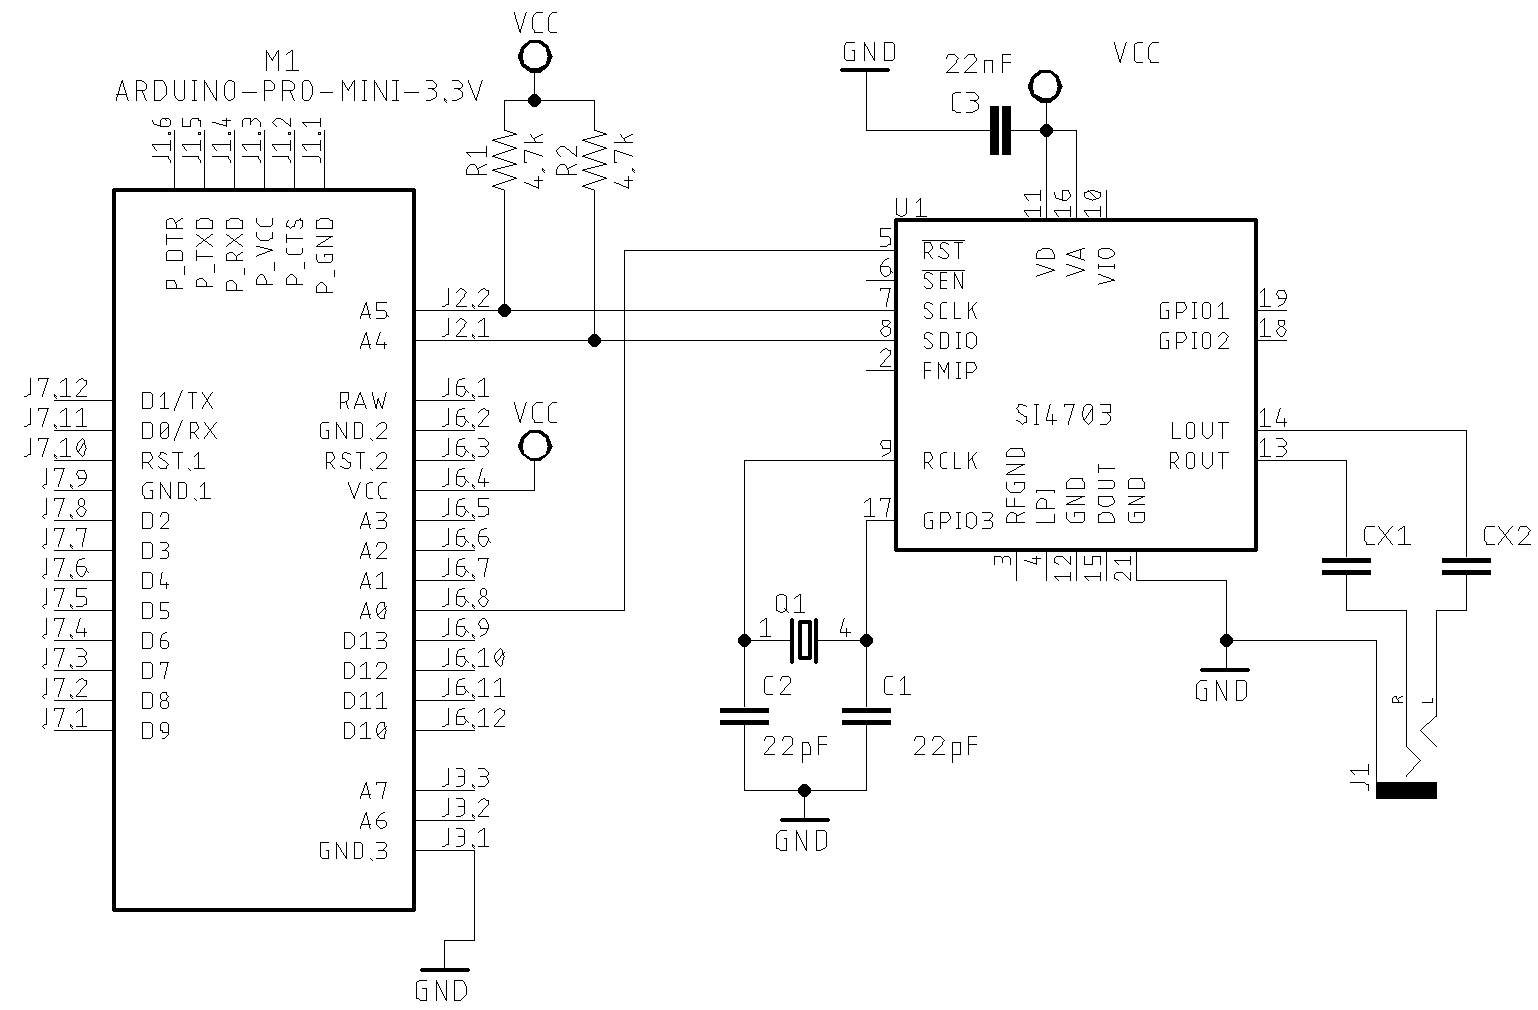 VCC
M1
ARDUINO-PRO-MINI-3.3V
J1.6
J1.5
J1.4
J1.3
J1.2
J1.1
P_DTR
P_TXD
P_RXD
P_VCC
P_CTS
P_GND
R1
4,7k
R2
4,7k
A5 J2.2
A4 J2.1
J7.12 D1/TX RAW J6.1
J7.11 D0/RX GND.2 J6.2
J7.10 RST.1 RST.2 J6.3
J7.9 GND.1 VCC J6.4
J7.8 D2 A3 J6.5
J7.7 D3 A2 J6.6
J7.6 D4 A1 J6.7
J7.5 D5 A0 J6.8
J7.4 D6 D13 J6.9
J7.3 D7 D12 J6.10
J7.2 D8 D11 J6.11
J7.1 D9 D10 J6.12
A7 J3.3
A6 J3.2
GND.3 J3.1
GND
VCC
GND
22nF
C3
VCC
U1
11
16
10
VD
VA
VIO
5 RST
6 SEN
7 SCLK
8 SDIO
2 FMIP
GPIO1 19
GPIO2 18
SI4703
LOUT 14
ROUT 13
9 RCLK
17 GPIO3
RFGND
LPI
GND
DOUT
GND
3
4
12
15
21
Q1
1 4
C2 C1
22pF 22pF
GND
GND
CX1
CX2
R
L
J1